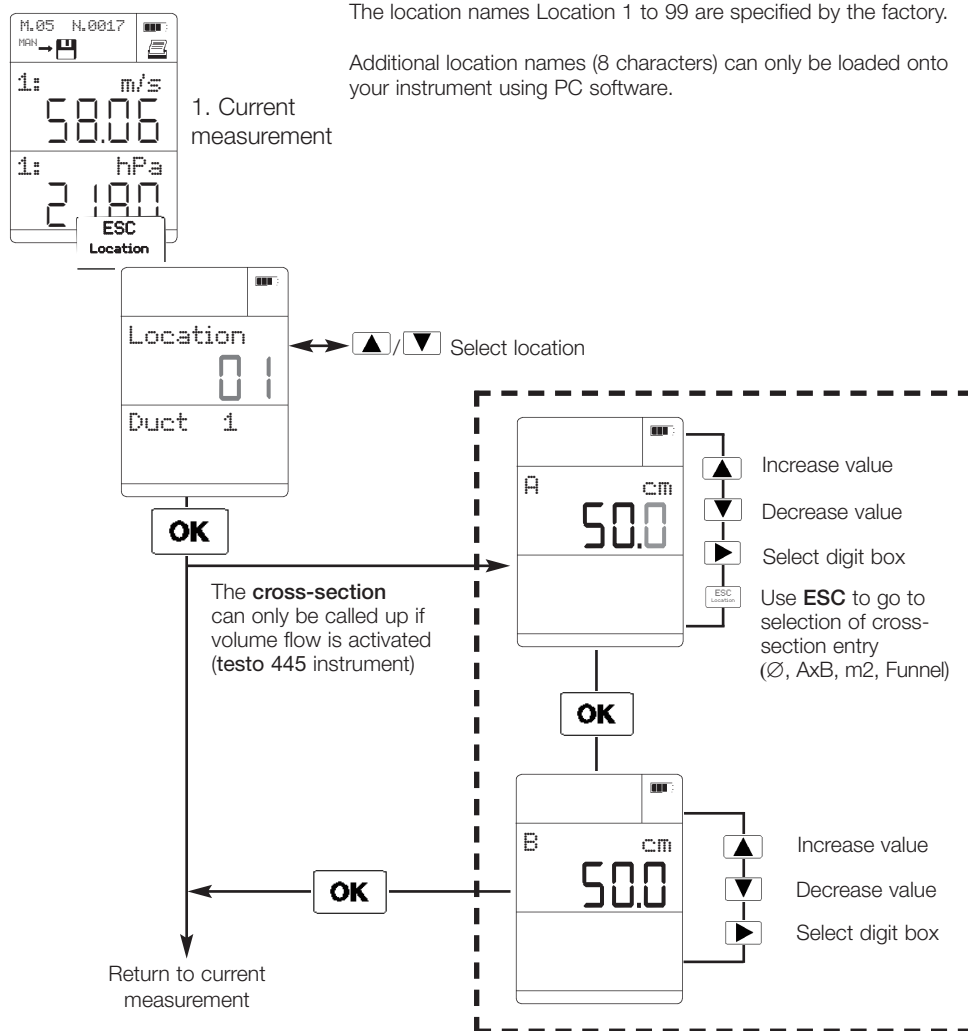 The location names Location 1 to 99 are specified by the factory.
Additional location names (8 characters) can only be loaded onto
your instrument using PC software.
M.05 N.0017
MAN
1: m/s
58.06
1: hPa
2180
ESC
Location
1. Current
measurement
Location
01
Duct 1
▲/▼ Select location
OK
The cross-section
can only be called up if
volume flow is activated
(testo 445 instrument)
A cm
50.0
Increase value
Decrease value
Select digit box
ESC
Location
Use ESC to go to
selection of cross-
section entry
(∅, AxB, m2, Funnel)
OK
B cm
50.0
Increase value
Decrease value
Select digit box
OK
Return to current
measurement